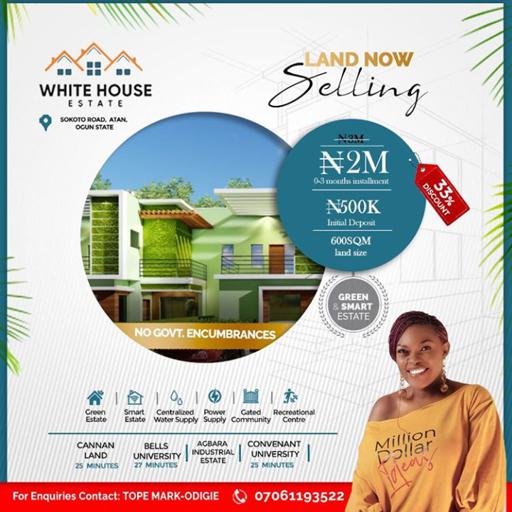 WHITE HOUSE
ESTATE
SOKOTO ROAD, ATAN,
OGUN STATE
LAND NOW
Selling
₦3M
₦2M
0-3 months installment
₦500K
Initial Deposit
600SQM
land size
33%
DISCOUNT
GREEN
& SMART
ESTATE
NO GOVT. ENCUMBRANCES
Green
Estate
Smart
Estate
Centralized
Water Supply
Power
Supply
Gated
Community
Recreational
Centre
CANNAN
LAND
25 MINUTES
BELLS
UNIVERSITY
27 MINUTES
AGBARA
INDUSTRIAL
ESTATE
CONVENANT
UNIVERSITY
25 MINUTES
Million
Dollar
Ideas
For Enquiries Contact: TOPE MARK-ODIGIE 07061193522